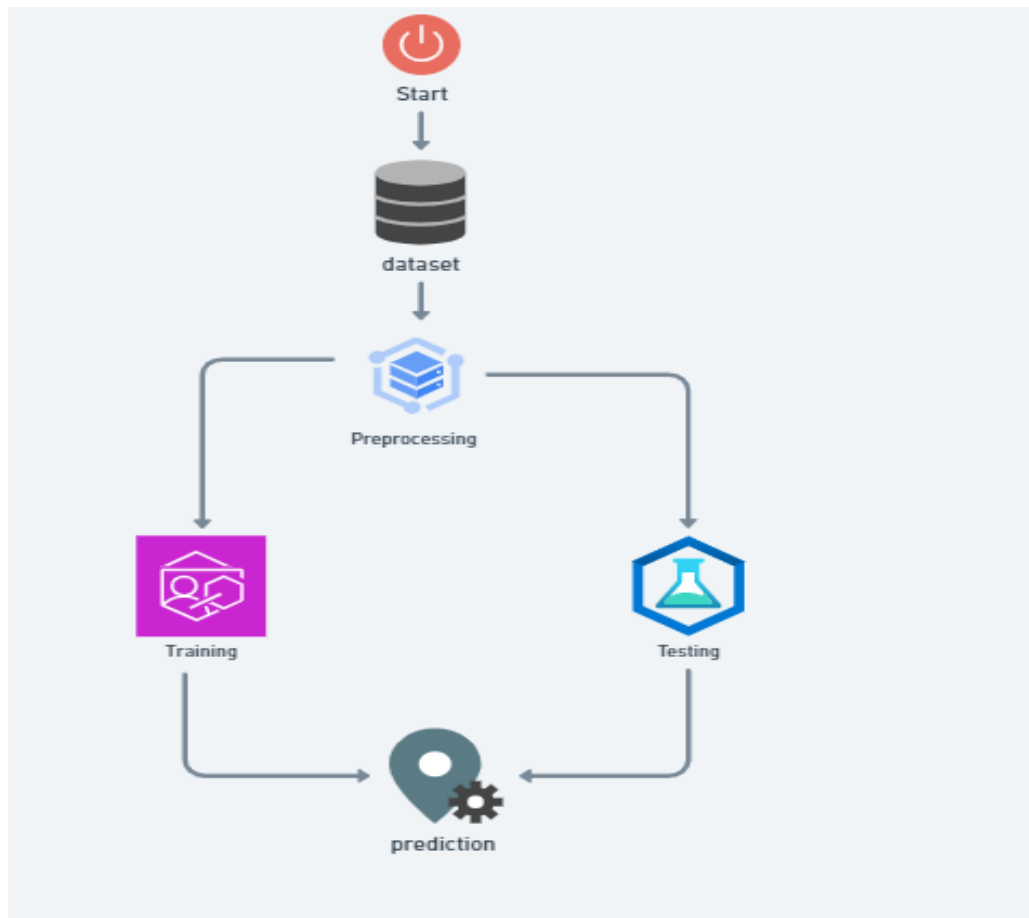 Start
dataset
Preprocessing
Training
Testing
prediction